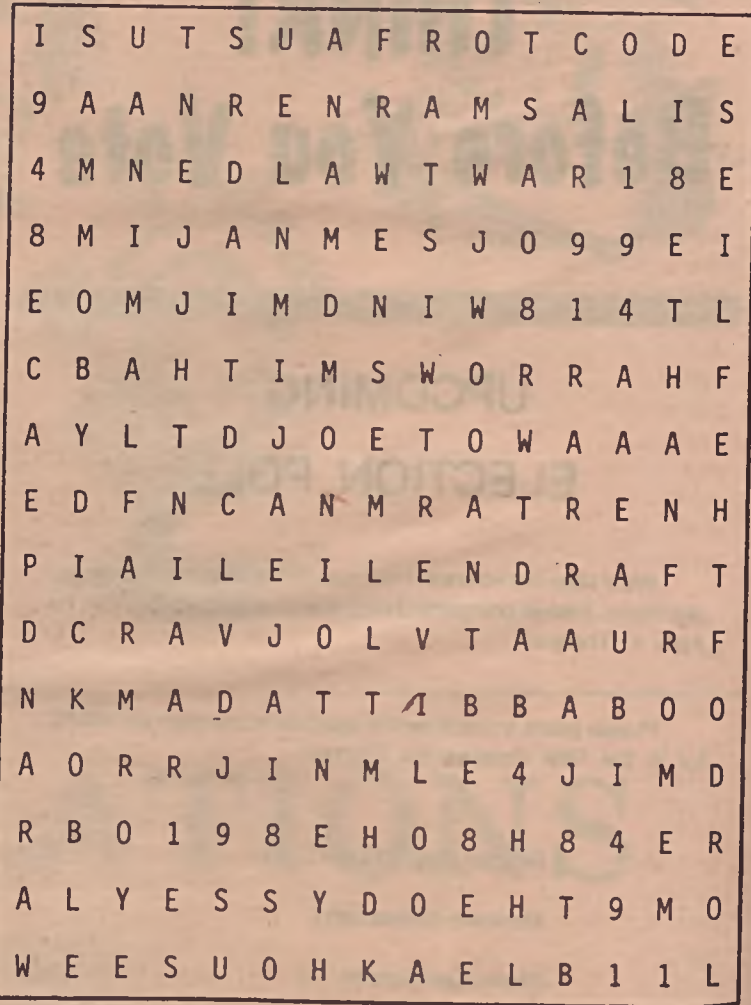 I S U T S U A F R O T C O D E
9 A A N R E N R A M S A L I S
4 M N E D L A W T W A R 1 8 E
8 M I J A N M E S J O 9 9 E I
E O M J I M D N I W 8 1 4 T L
C B A H T I M S W O R R A H F
A Y L T D J O E T O W A A A E
E D F N C A N M R A T R E N H
P I A I L E I L E N D R A F T
D C R A V J O L V T A A U R F
N K M A D A T T I B B A B O O
A O R R J I N M L E 4 J I M D
R B O 1 9 8 E H O 8 H 8 4 E R
A L Y E S S Y D O E H T 9 M O
W E E S U O H K A E L B 1 1 L